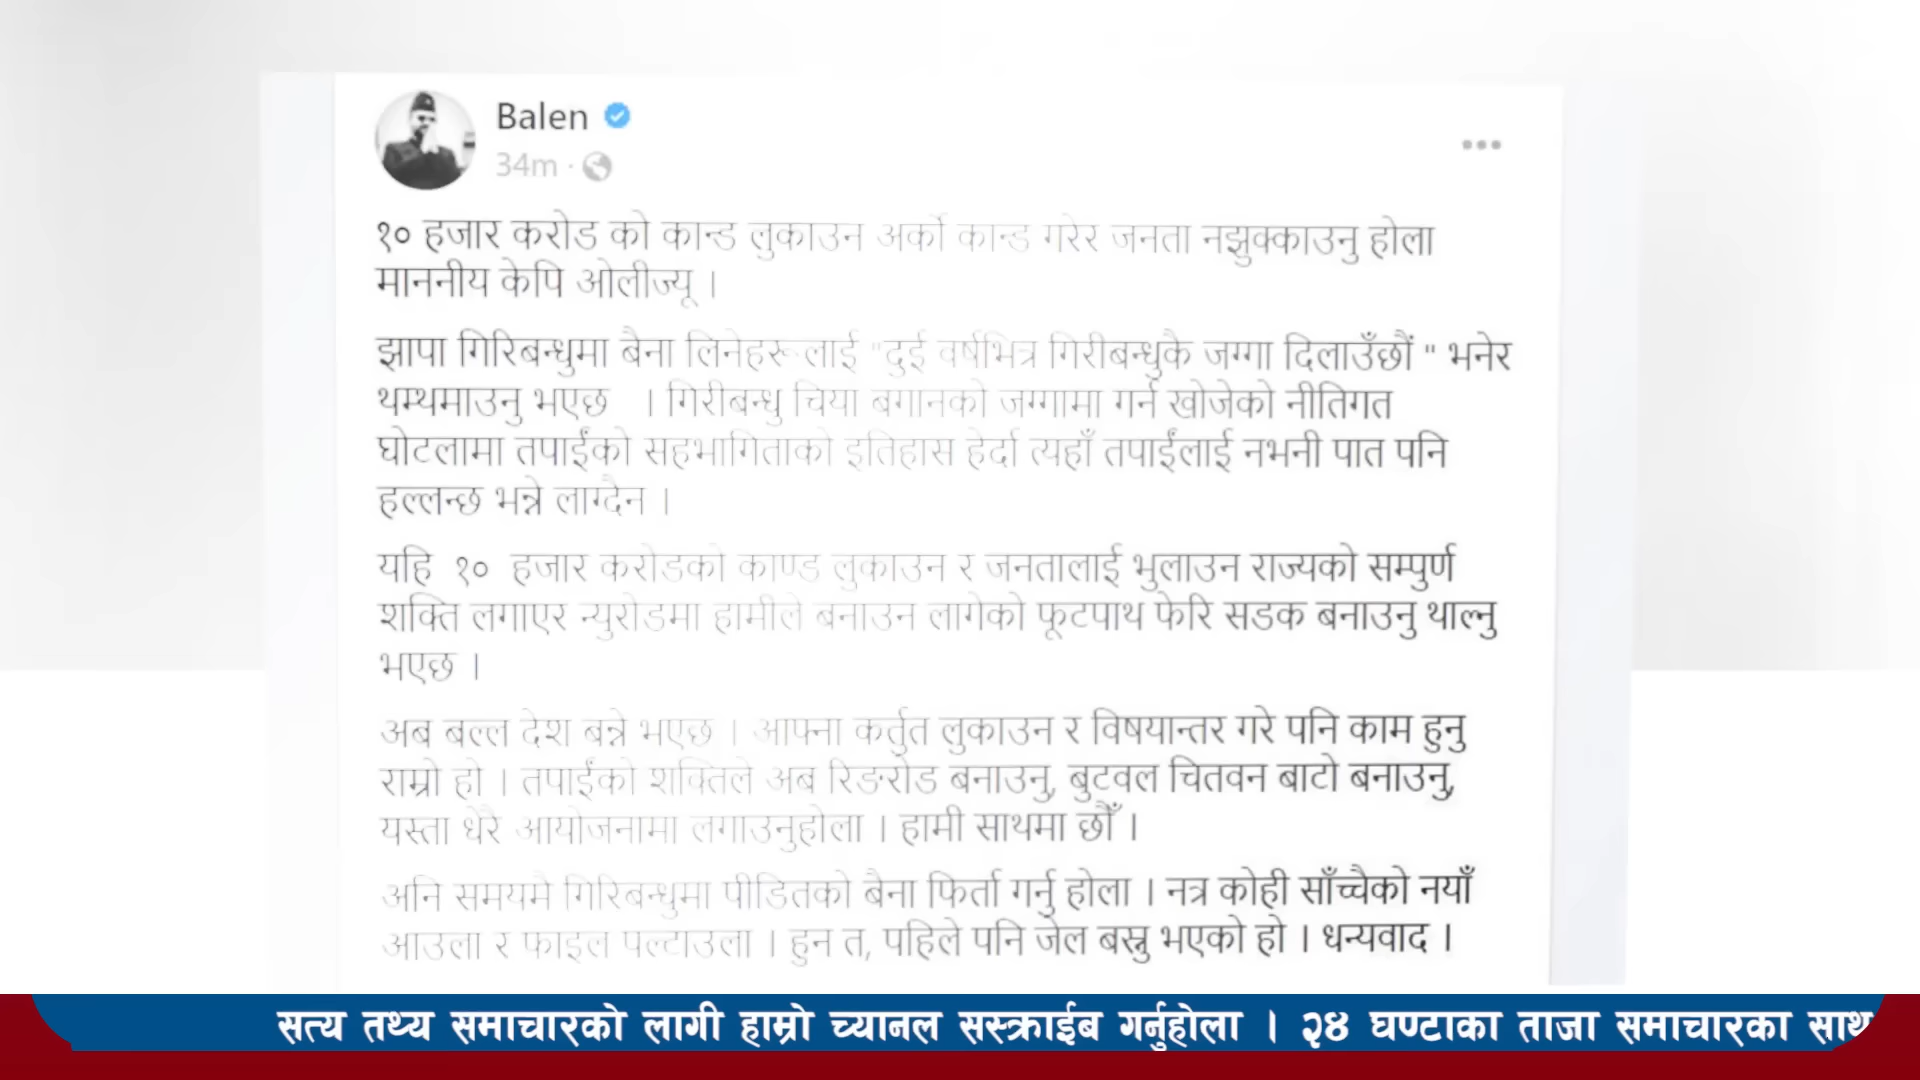 Balen
34m ·
१० हजार करोड को कान्ड लुकाउन अर्को कान्ड गरेर जनता नझुक्काउनु होला
माननीय केपि ओलीज्यू ।
झापा गिरिबन्धुमा बैना लिनेहरूलाई "दुई वर्षभित्र गिरीबन्धुकै जग्गा दिलाउँछौं " भनेर
थम्थमाउनु भएछ । गिरीबन्धु चिया बगानको जग्गामा गर्न खोजेको नीतिगत
घोटलामा तपाईंको सहभागिताको इतिहास हेर्दा त्यहाँ तपाईंलाई नभनी पात पनि
हल्लन्छ भन्ने लाग्दैन ।
यहि १० हजार करोडको काण्ड लुकाउन र जनतालाई भुलाउन राज्यको सम्पुर्ण
शक्ति लगाएर न्युरोडमा हामीले बनाउन लागेको फूटपाथ फेरि सडक बनाउनु थाल्नु
भएछ ।
अब बल्ल देश बन्ने भएछ । आफ्ना कर्तुत लुकाउन र विषयान्तर गरे पनि काम हुनु
राम्रो हो । तपाईंको शक्तिले अब रिङरोड बनाउनु, बुटवल चितवन बाटो बनाउनु,
यस्ता धेरै आयोजनामा लगाउनुहोला । हामी साथमा छौँ ।
अनि समयमै गिरिबन्धुमा पीडितको बैना फिर्ता गर्नु होला । नत्र कोही साँच्चैको नयाँ
आउला र फाइल पल्टाउला । हुन त, पहिले पनि जेल बस्नु भएको हो । धन्यवाद ।
सत्य तथ्य समाचारको लागी हाम्रो च्यानल सस्क्राईब गर्नुहोला । २४ घण्टाका ताजा समाचारका साथ